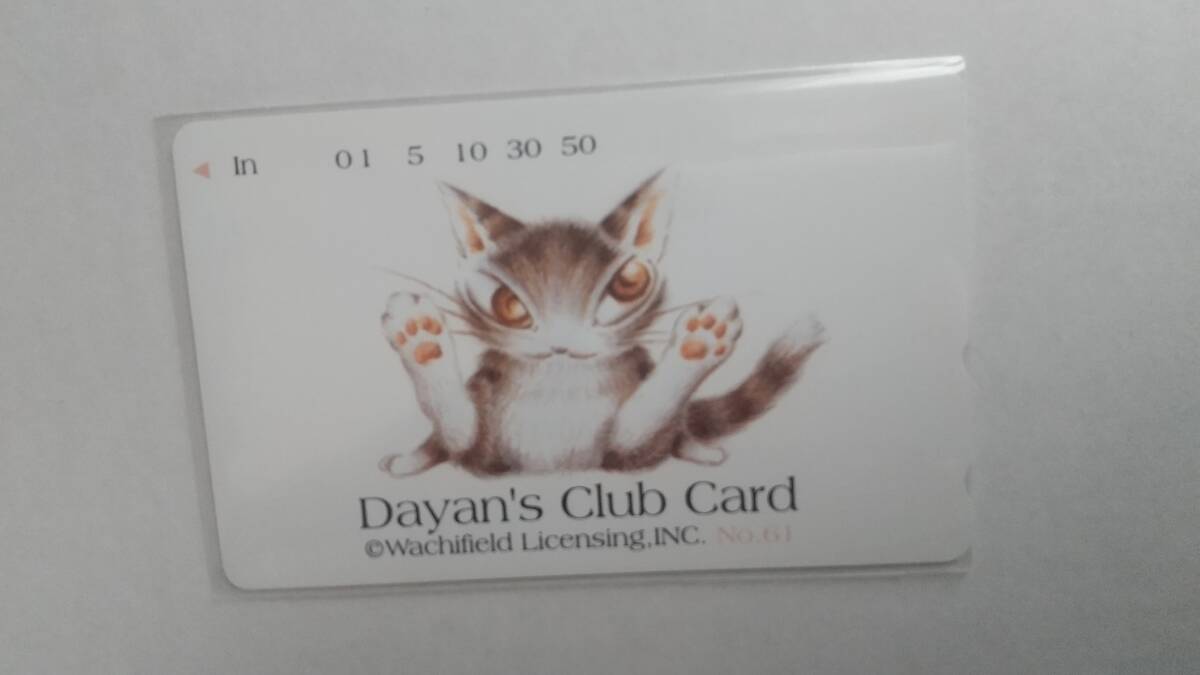 ◀ In 01 5 10 30 50
Dayan's Club Card
©Wachifield Licensing,INC. No.61